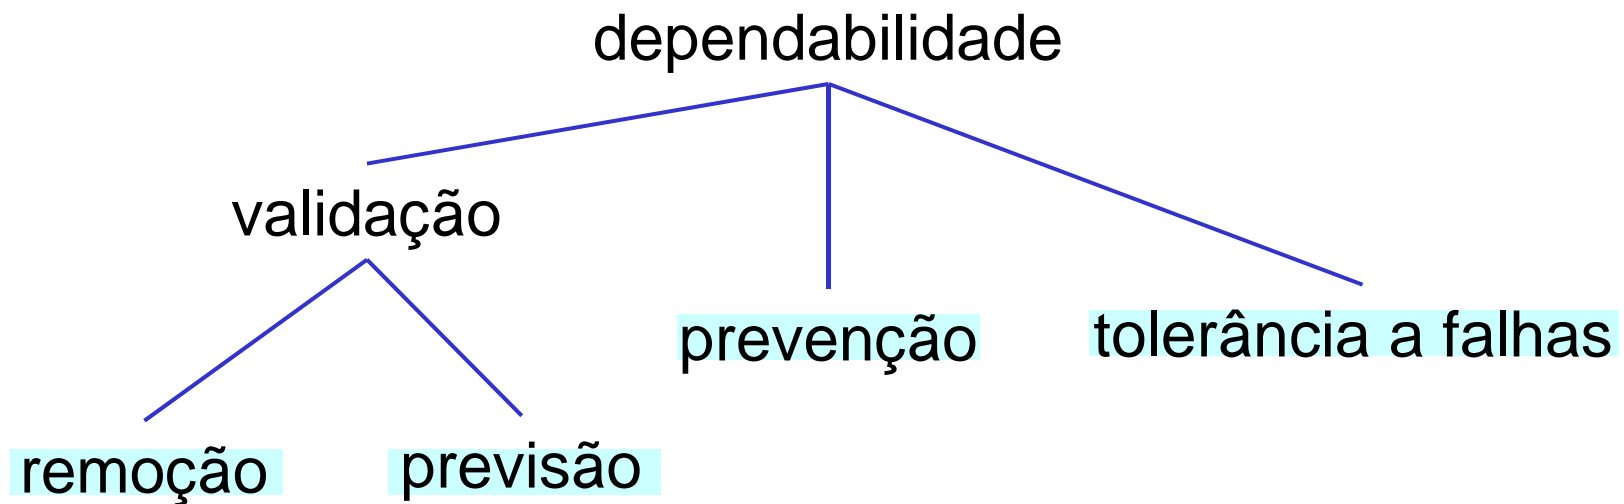 dependabilidade
validação
prevenção
tolerância a falhas
remoção
previsão